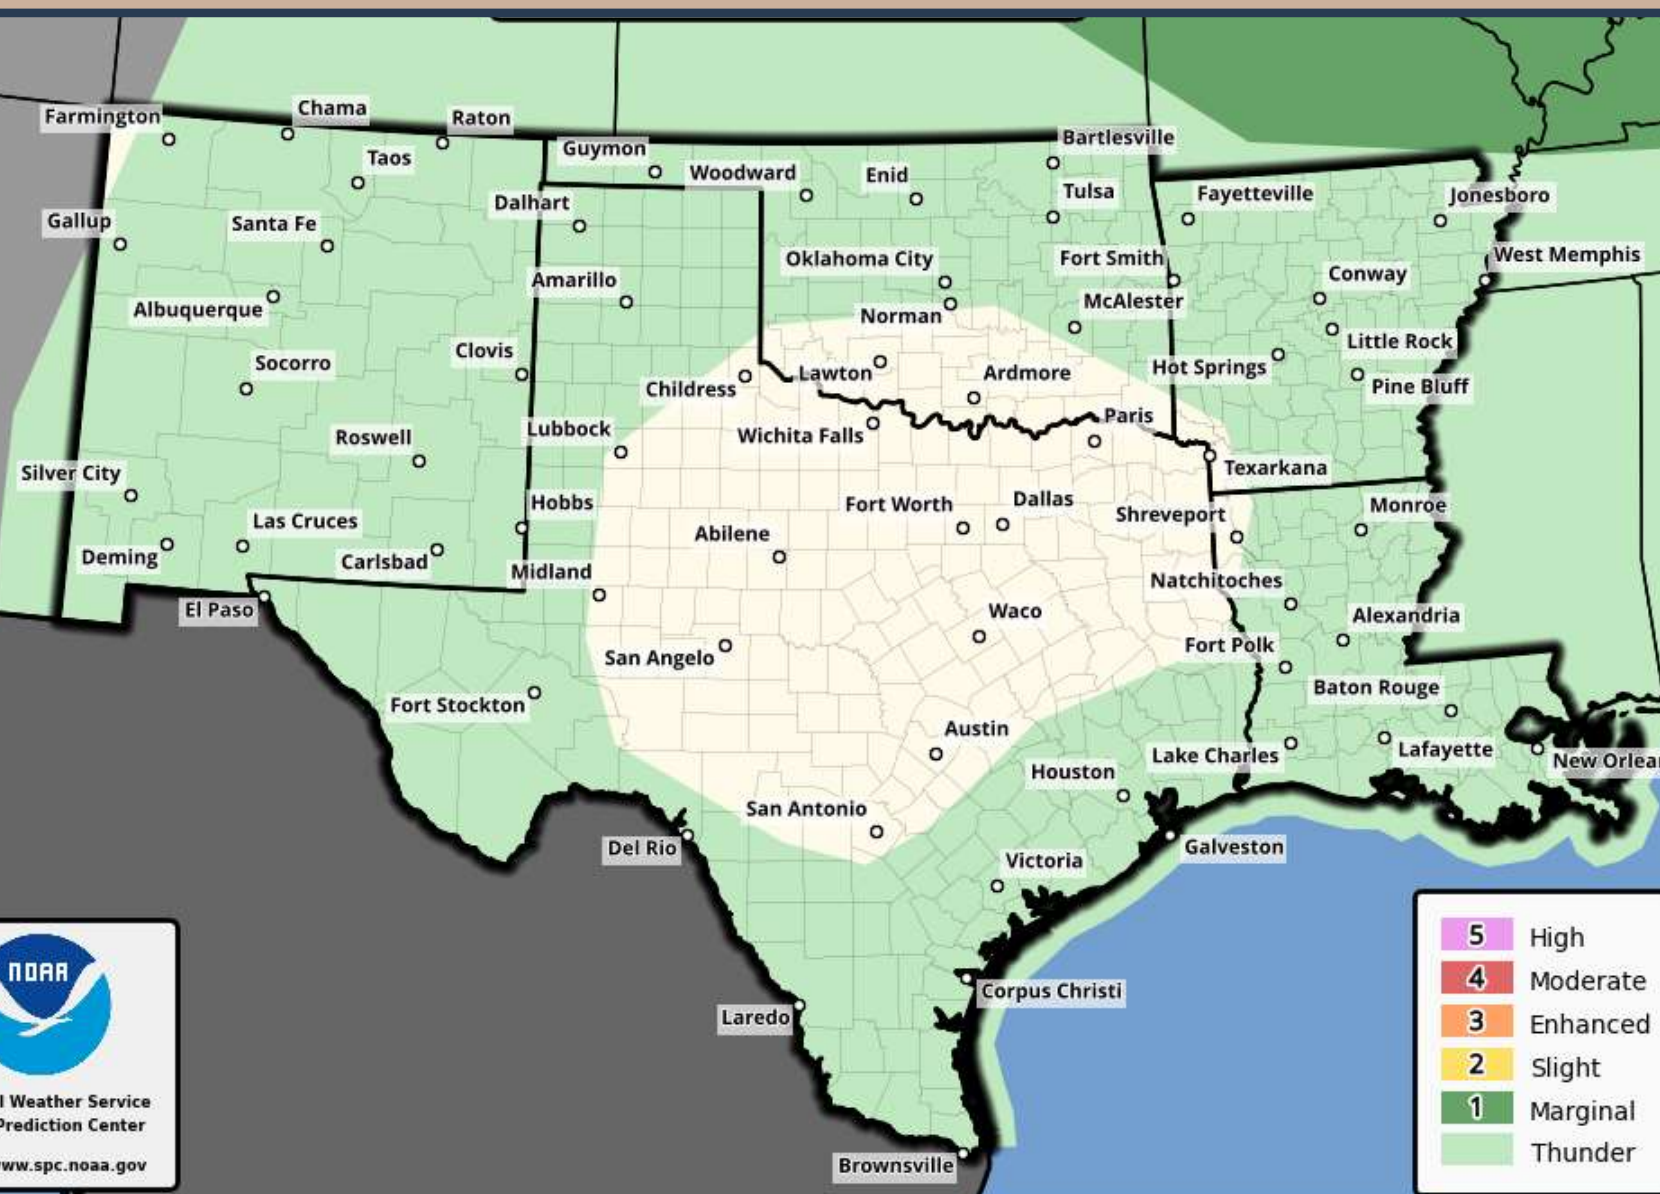 Farmington
Chama
Raton
Taos
Guymon
Woodward
Enid
Bartlesville
Tulsa
Fayetteville
Jonesboro
Gallup
Santa Fe
Dalhart
Oklahoma City
Fort Smith
West Memphis
Conway
Albuquerque
Amarillo
Norman
McAlester
Little Rock
Socorro
Clovis
Childress
Lawton
Ardmore
Hot Springs
Pine Bluff
Roswell
Lubbock
Wichita Falls
Paris
Texarkana
Silver City
Hobbs
Las Cruces
Fort Worth
Dallas
Shreveport
Monroe
Deming
Carlsbad
Midland
Abilene
Natchitoches
El Paso
Waco
Alexandria
San Angelo
Fort Polk
Fort Stockton
Baton Rouge
Austin
Lake Charles
Lafayette
New Orlea
Houston
San Antonio
Del Rio
Victoria
Galveston
Corpus Christi
Laredo
Brownsville
NOAA
l Weather Service
Prediction Center
ww.spc.noaa.gov
5 High
4 Moderate
3 Enhanced
2 Slight
1 Marginal
Thunder